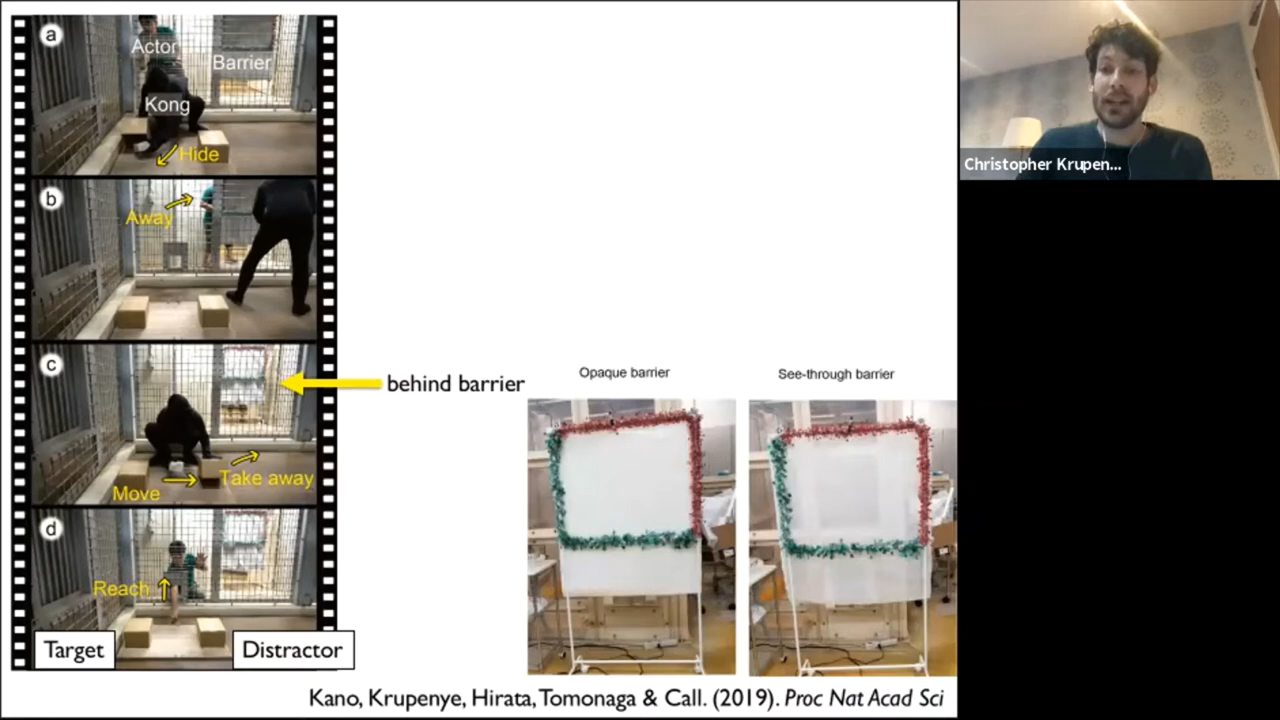 a
Actor
Barrier
Kong
Hide
b
Away
c
behind barrier
Move
Take away
d
Reach
Target
Distractor
Opaque barrier
See-through barrier
Kano, Krupenye, Hirata, Tomonaga & Call. (2019). Proc Nat Acad Sci
Christopher Krupen...